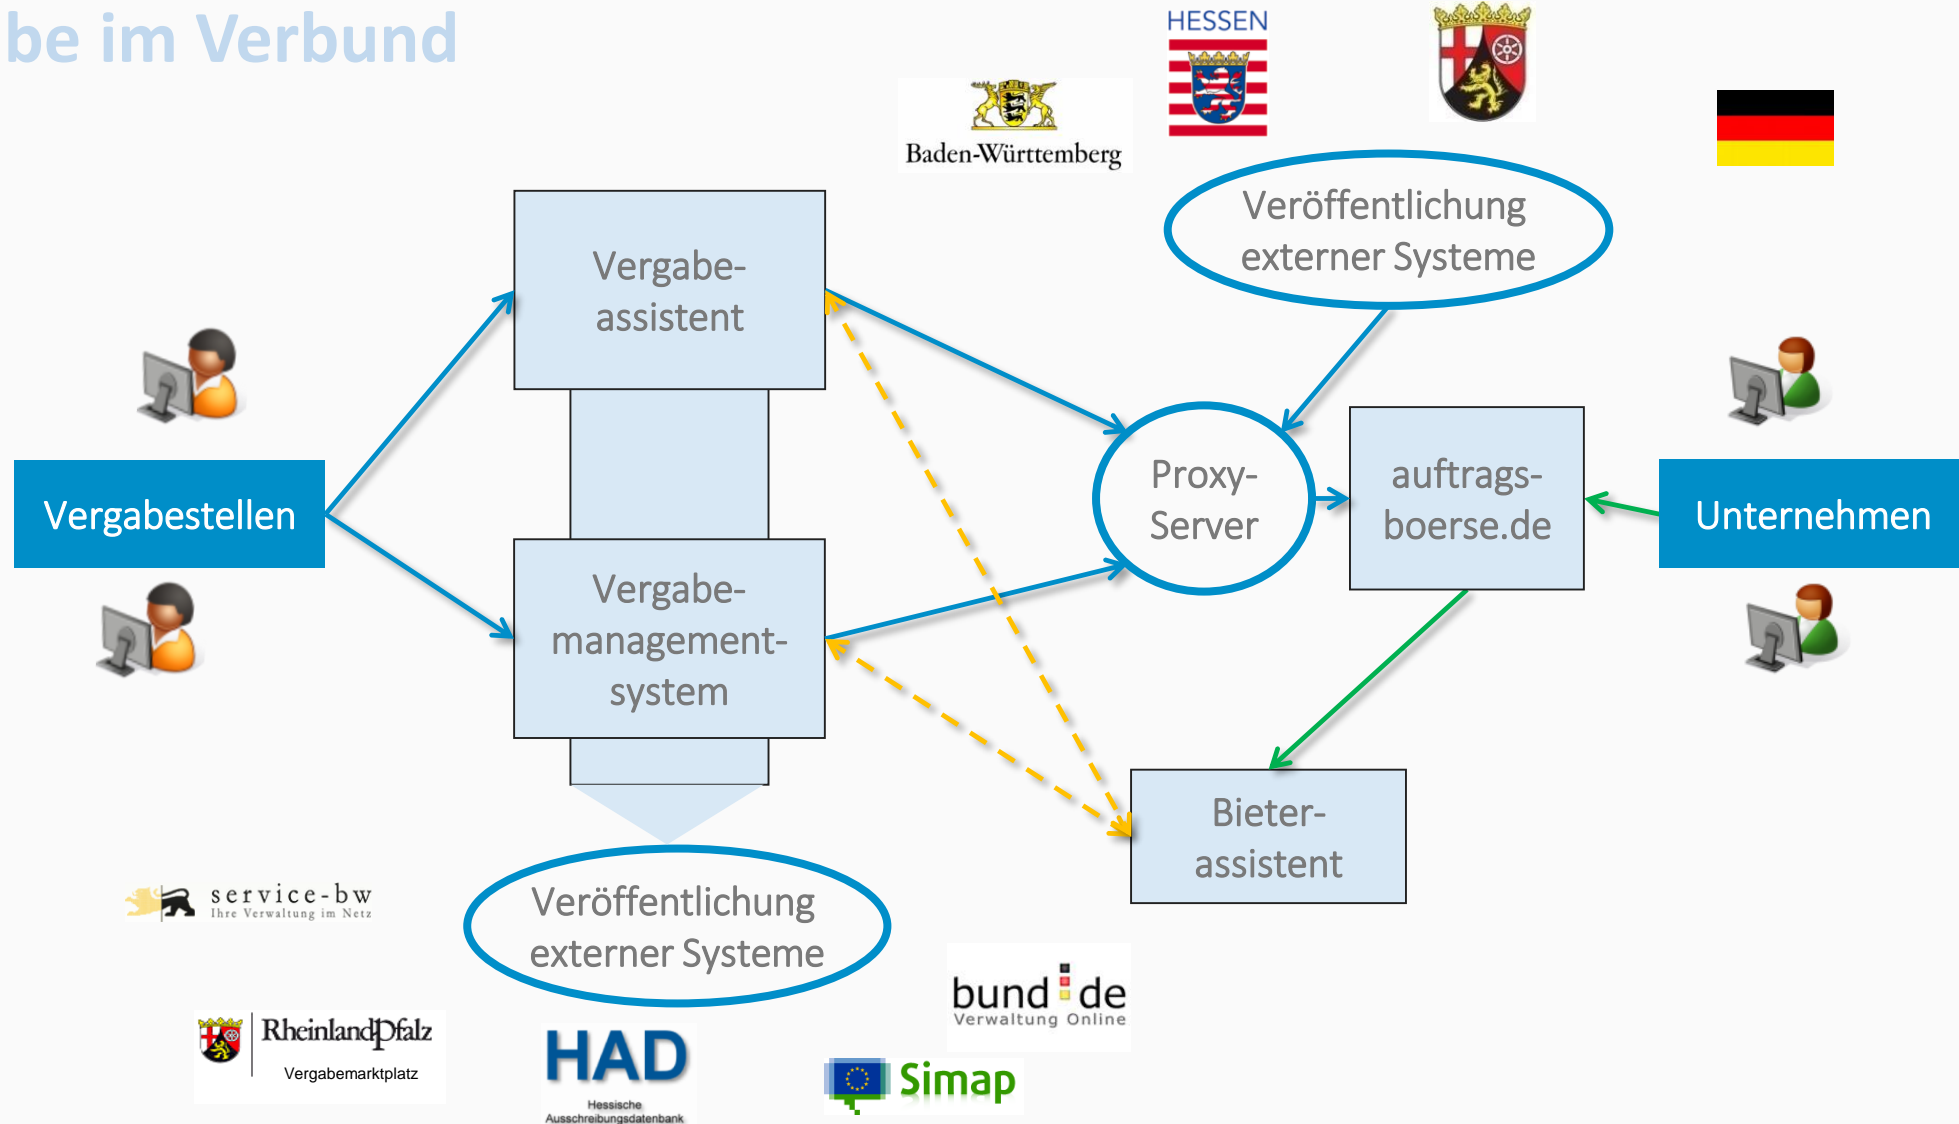 be im Verbund
HESSEN
Baden-Württemberg
Veröffentlichung
externer Systeme
Vergabe-
assistent
Vergabestellen
Proxy-
Server
auftrags-
boerse.de
Unternehmen
Vergabe-
management-
system
Bieter-
assistent
Veröffentlichung
externer Systeme
service-bw
Ihre Verwaltung im Netz
RheinlandPfalz
Vergabemarktplatz
HAD
Hessische
Ausschreibungsdatenbank
bund.de
Verwaltung Online
Simap